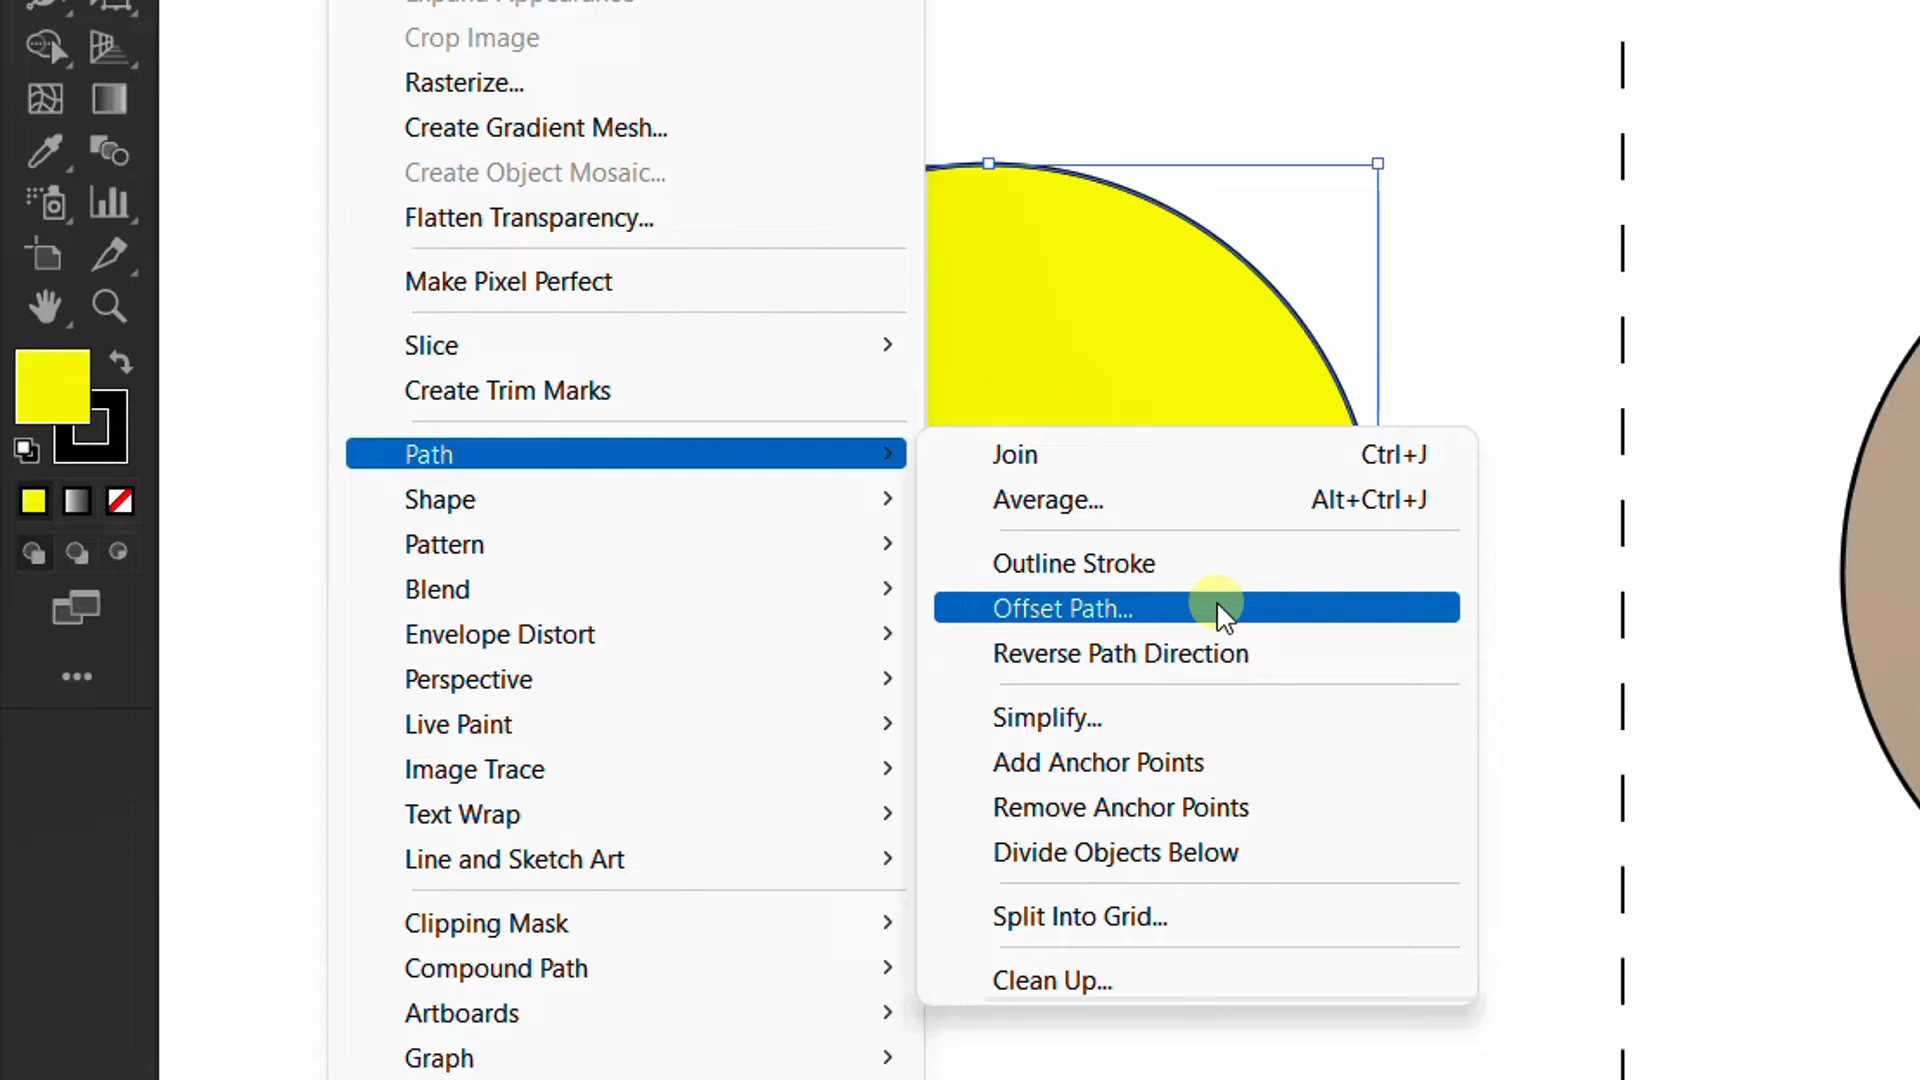 Expand Appearance
Crop Image
Rasterize...
Create Gradient Mesh...
Create Object Mosaic...
Flatten Transparency...
Make Pixel Perfect
Slice
Create Trim Marks
Path
Shape
Pattern
Blend
Envelope Distort
Perspective
Live Paint
Image Trace
Text Wrap
Line and Sketch Art
Clipping Mask
Compound Path
Artboards
Graph
Join Ctrl+J
Average... Alt+Ctrl+J
Outline Stroke
Offset Path...
Reverse Path Direction
Simplify...
Add Anchor Points
Remove Anchor Points
Divide Objects Below
Split Into Grid...
Clean Up...